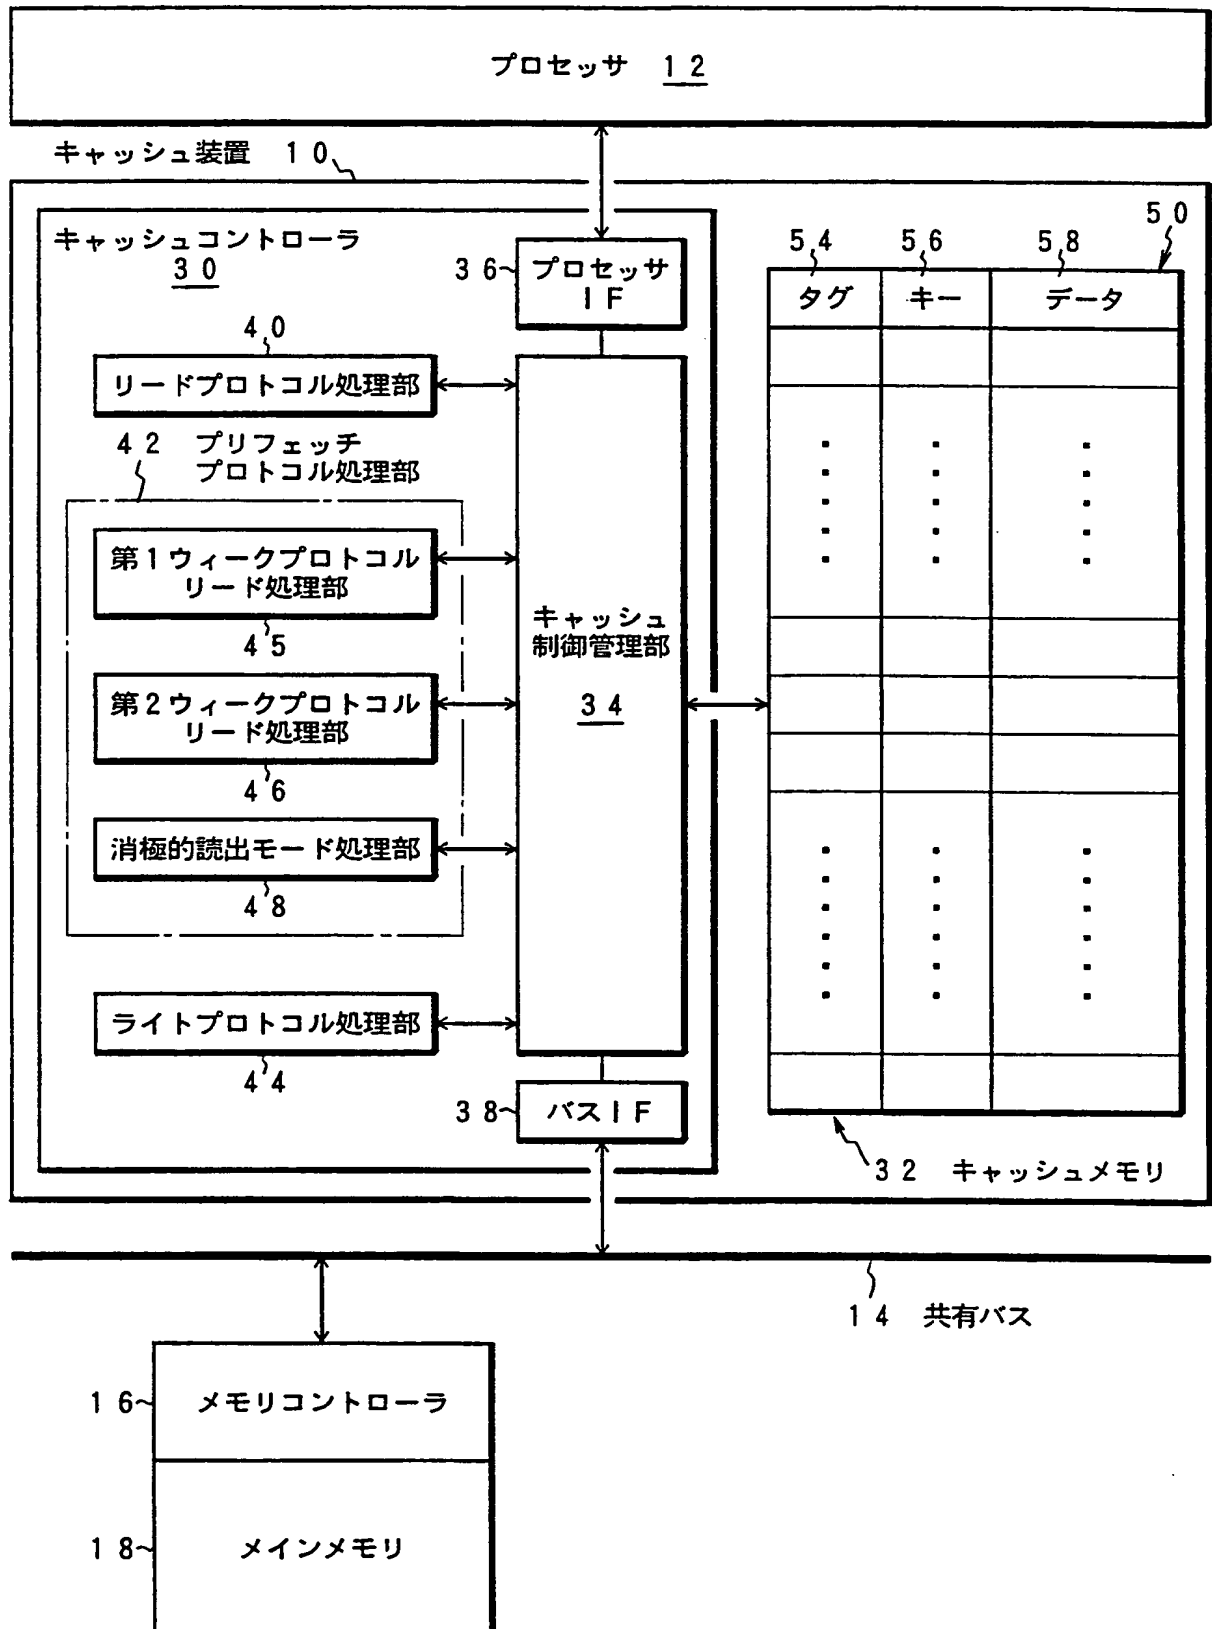 プロセッサ 12
キャッシュ装置 10
キャッシュコントローラ
30
36
プロセッサ
IF
50
54
56
58
タグ
キー
データ
40
リードプロトコル処理部
42 プリフェッチ
プロトコル処理部
第1ウィークプロトコル
リード処理部
45
第2ウィークプロトコル
リード処理部
46
消極的読出モード処理部
48
ライトプロトコル処理部
44
キャッシュ
制御管理部
34
38
バスIF
32 キャッシュメモリ
14 共有バス
16
メモリコントローラ
18
メインメモリ